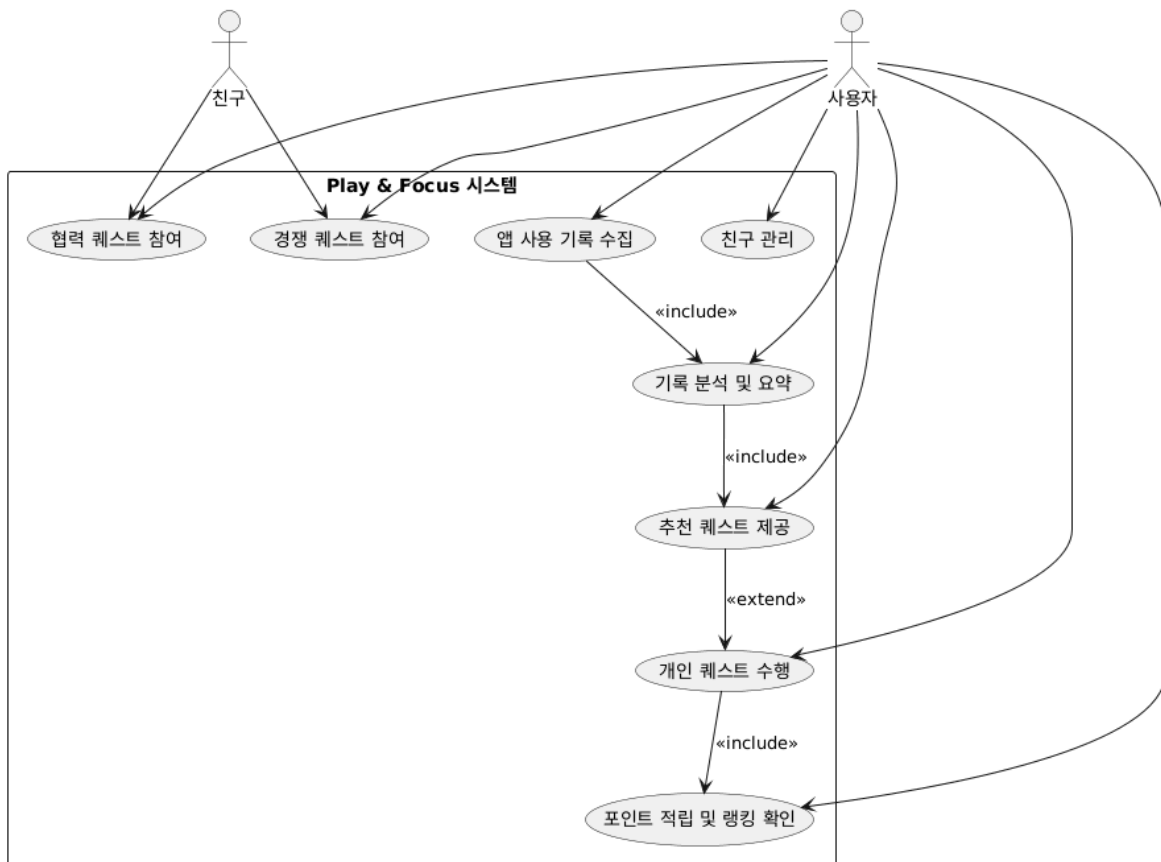 친구
사용자
Play & Focus 시스템
협력 퀘스트 참여
경쟁 퀘스트 참여
앱 사용 기록 수집
친구 관리
«include»
기록 분석 및 요약
«include»
추천 퀘스트 제공
«extend»
개인 퀘스트 수행
«include»
포인트 적립 및 랭킹 확인